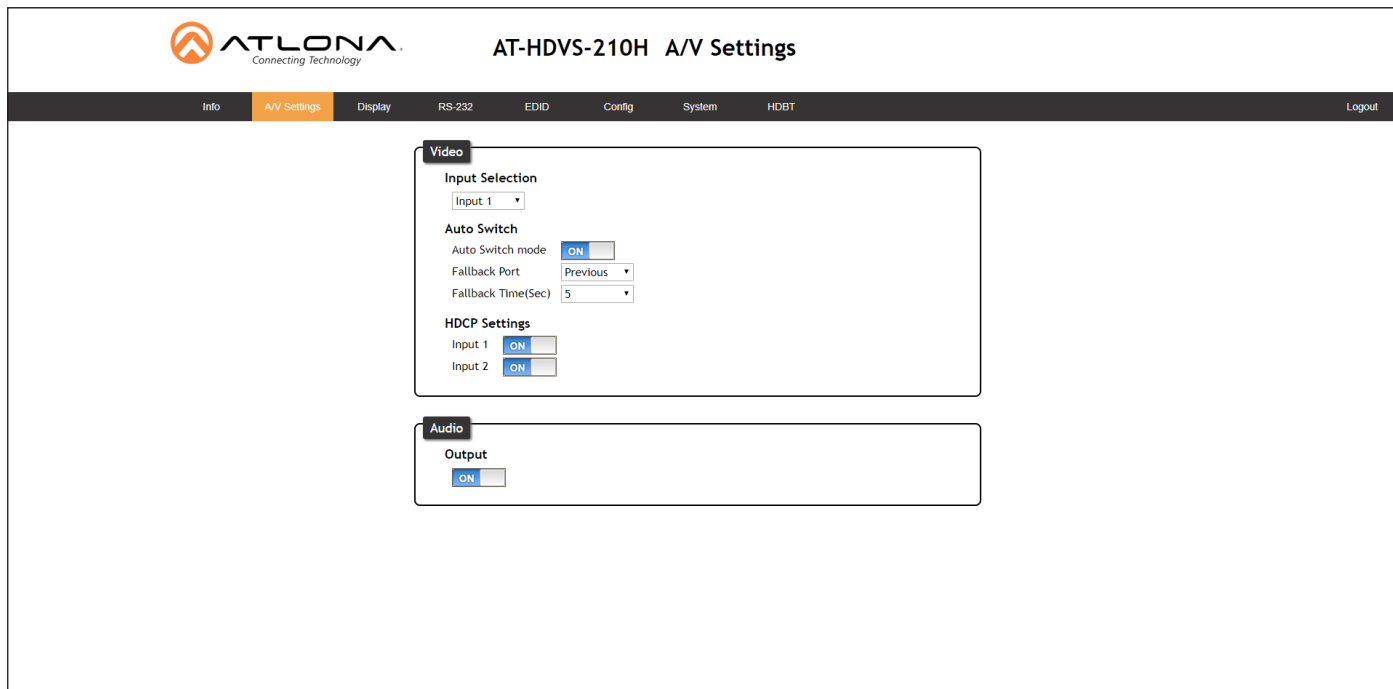 ATLONA.
Connecting Technology
AT-HDVS-210H A/V Settings
Info A/V Settings Display RS-232 EDID Config System HDBT Logout
Video
Input Selection
Input 1
Auto Switch
Auto Switch mode ON
Fallback Port Previous
Fallback Time(Sec) 5
HDCP Settings
Input 1 ON
Input 2 ON
Audio
Output
ON